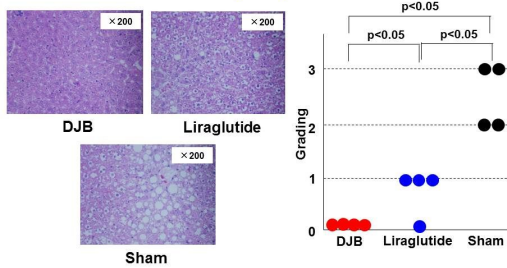 ×200
×200
DJB
Liraglutide
×200
Sham
p<0.05
p<0.05
p<0.05
Grading
3
2
1
0
DJB
Liraglutide
Sham